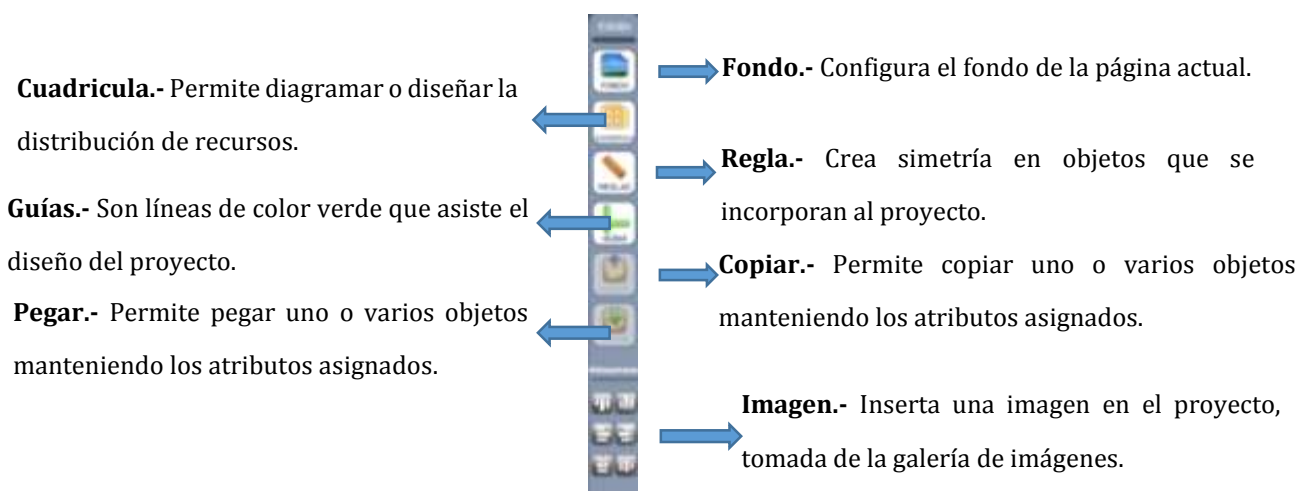 Cuadricula.- Permite diagramar o diseñar la
distribución de recursos.
Guías.- Son líneas de color verde que asiste el
diseño del proyecto.
Pegar.- Permite pegar uno o varios objetos
manteniendo los atributos asignados.
Fondo.- Configura el fondo de la página actual.
Regla.- Crea simetría en objetos que se
incorporan al proyecto.
Copiar.- Permite copiar uno o varios objetos
manteniendo los atributos asignados.
Imagen.- Inserta una imagen en el proyecto,
tomada de la galería de imágenes.